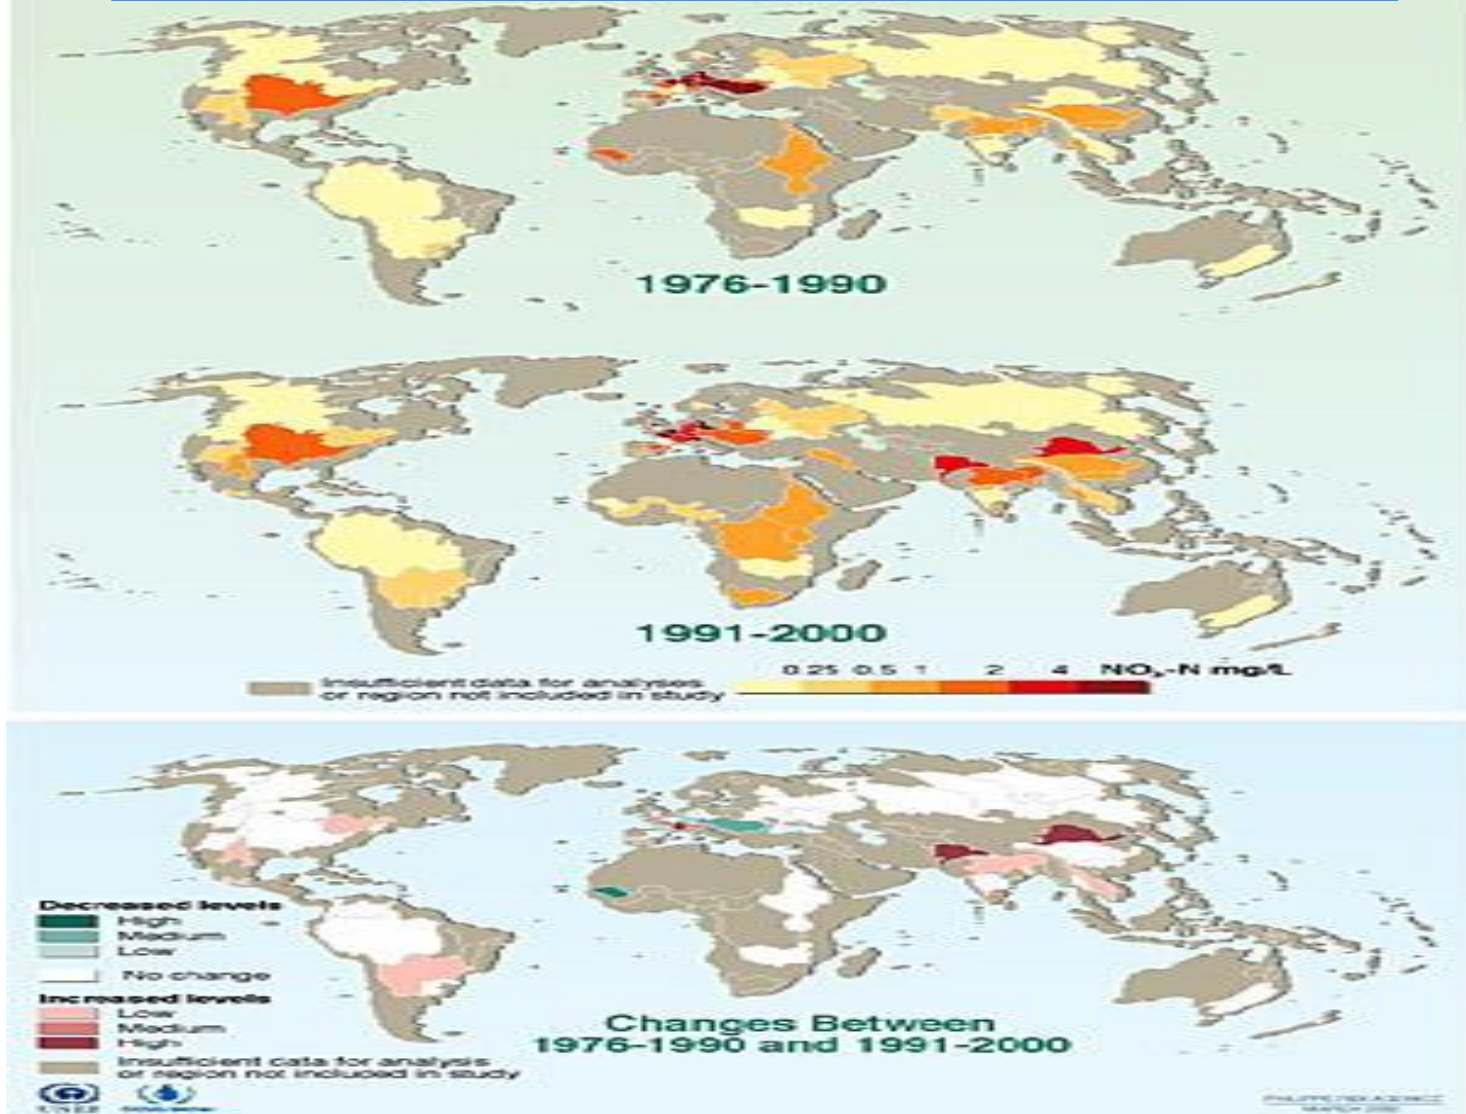 1976-1990
1991-2000
0.25 0.5 1 2 4 NO₃-N mg/L
Insufficient data for analyses
or region not included in study
Decreased levels
High
Medium
Low
No change
Increased levels
Low
Medium
High
Insufficient data for analysis
or region not included in study
Changes Between
1976-1990 and 1991-2000
UNEP